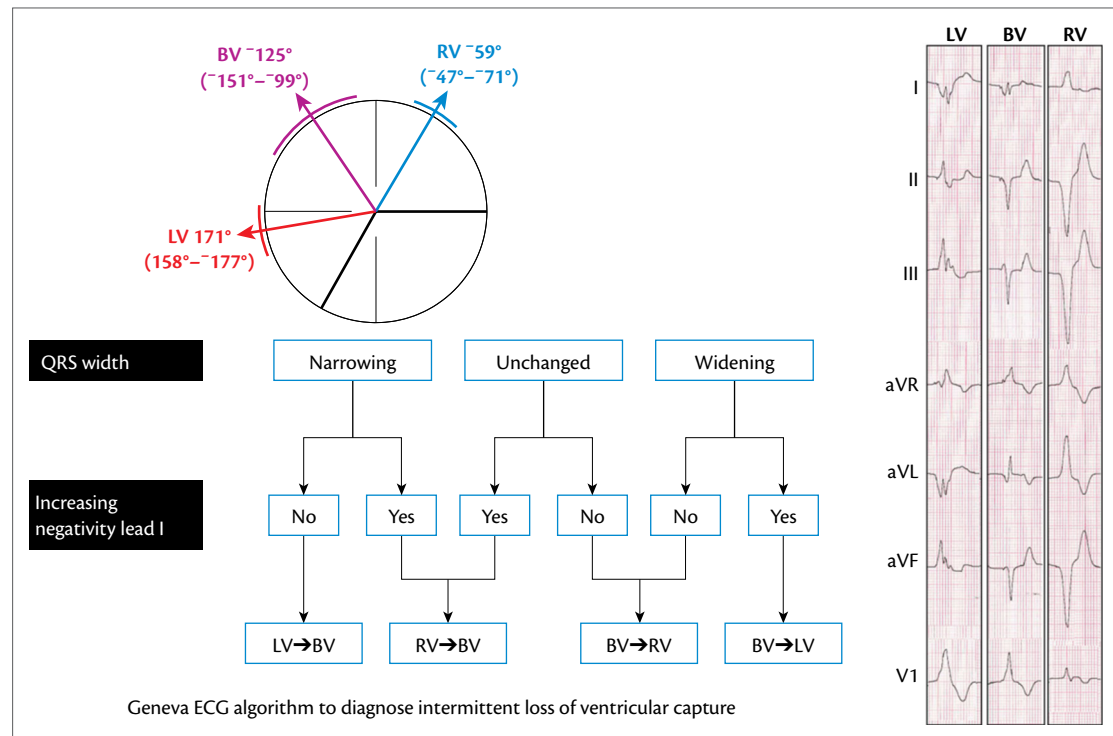 BV ⁻125°
(⁻151°–⁻99°)
RV ⁻59°
(⁻47°–⁻71°)
LV 171°
(158°–⁻177°)
QRS width
Narrowing
Unchanged
Widening
Increasing
negativity lead I
No
Yes
Yes
No
No
Yes
LV➔BV
RV➔BV
BV➔RV
BV➔LV
Geneva ECG algorithm to diagnose intermittent loss of ventricular capture
LV
BV
RV
I
II
III
aVR
aVL
aVF
V1